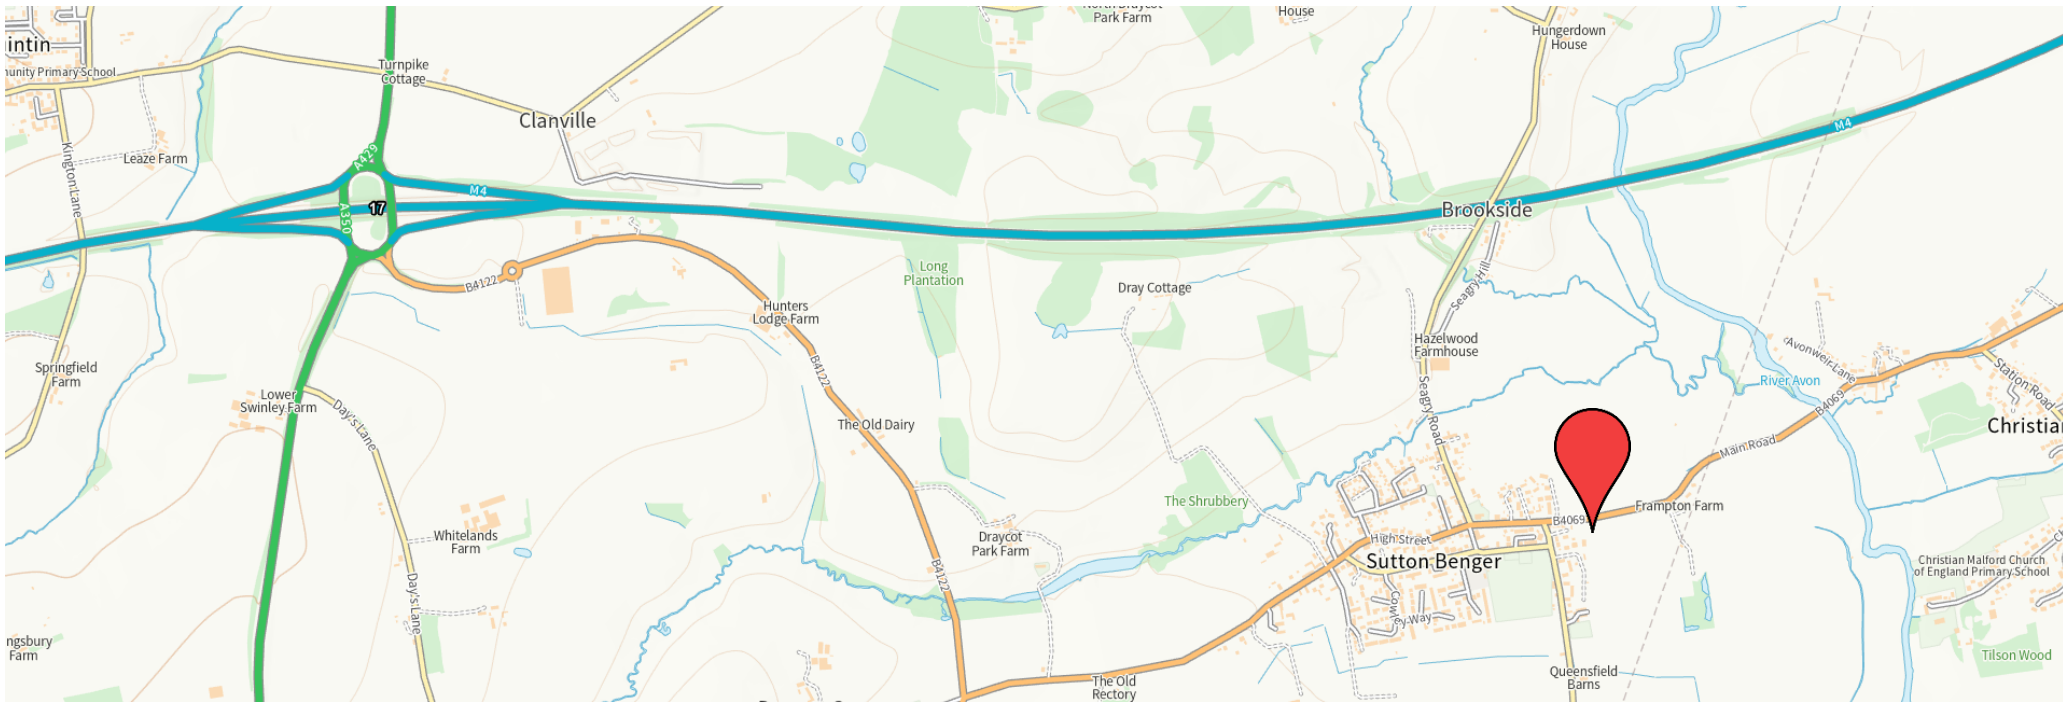 Park Farm
House
Hungerdown
House
intin
Turnpike
Cottage
unity Primary School
Clanville
M4
Leaze Farm
A429
Kington Lane
M4
17
A350
Brookside
Long
Plantation
B4122
Dray Cottage
Seagry Hill
Hunters
Lodge Farm
Hazelwood
Farmhouse
Avonweir Lane
Springfield
Farm
B4122
River Avon
Station Road
Lower
Swinley Farm
Day's Lane
Seagry Road
B4069
The Old Dairy
Christian
Main Road
The Shrubbery
Frampton Farm
B4069
Whitelands
Farm
Draycot
Park Farm
High Street
Sutton Benger
Christian Malford Church
of England Primary School
B4122
Day's Lane
Cowley Way
ngsbury
Farm
Tilson Wood
Queensfield
Barns
The Old
Rectory